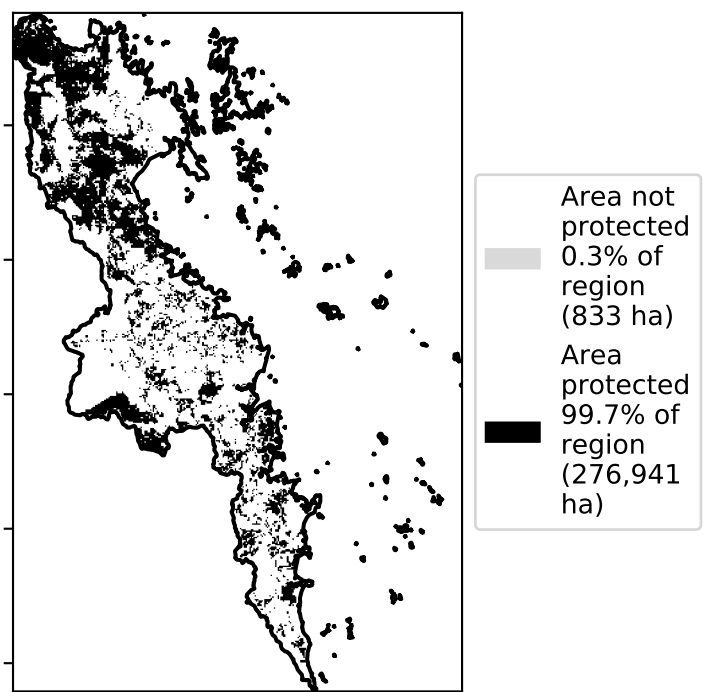 Area not
protected
0.3% of
region
(833 ha)
Area
protected
99.7% of
region
(276,941
ha)